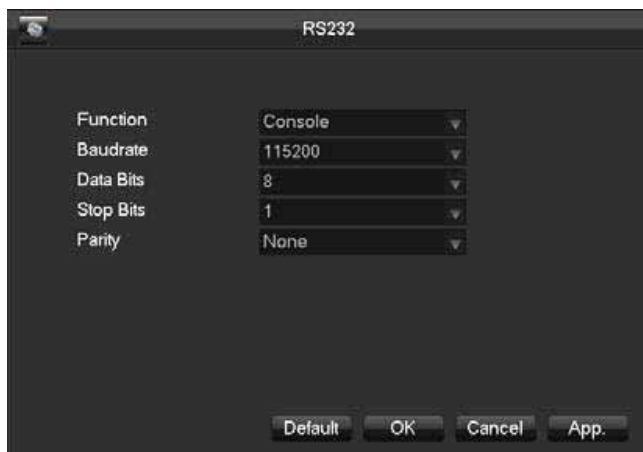 RS232
Function Console
Baudrate 115200
Data Bits 8
Stop Bits 1
Parity None
Default OK Cancel App.